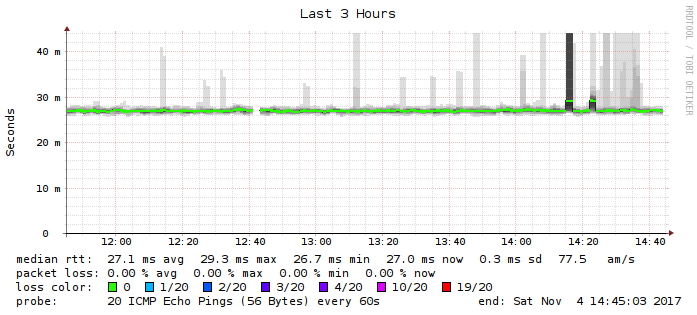 Last 3 Hours
RRDTOOL / TOBI OETIKER
Seconds
40 m
30 m
20 m
10 m
0
12:00 12:20 12:40 13:00 13:20 13:40 14:00 14:20 14:40
median rtt: 27.1 ms avg 29.3 ms max 26.7 ms min 27.0 ms now 0.3 ms sd 77.5 am/s
packet loss: 0.00 % avg 0.00 % max 0.00 % min 0.00 % now
loss color: 0 1/20 2/20 3/20 4/20 10/20 19/20
probe: 20 ICMP Echo Pings (56 Bytes) every 60s end: Sat Nov 4 14:45:03 2017